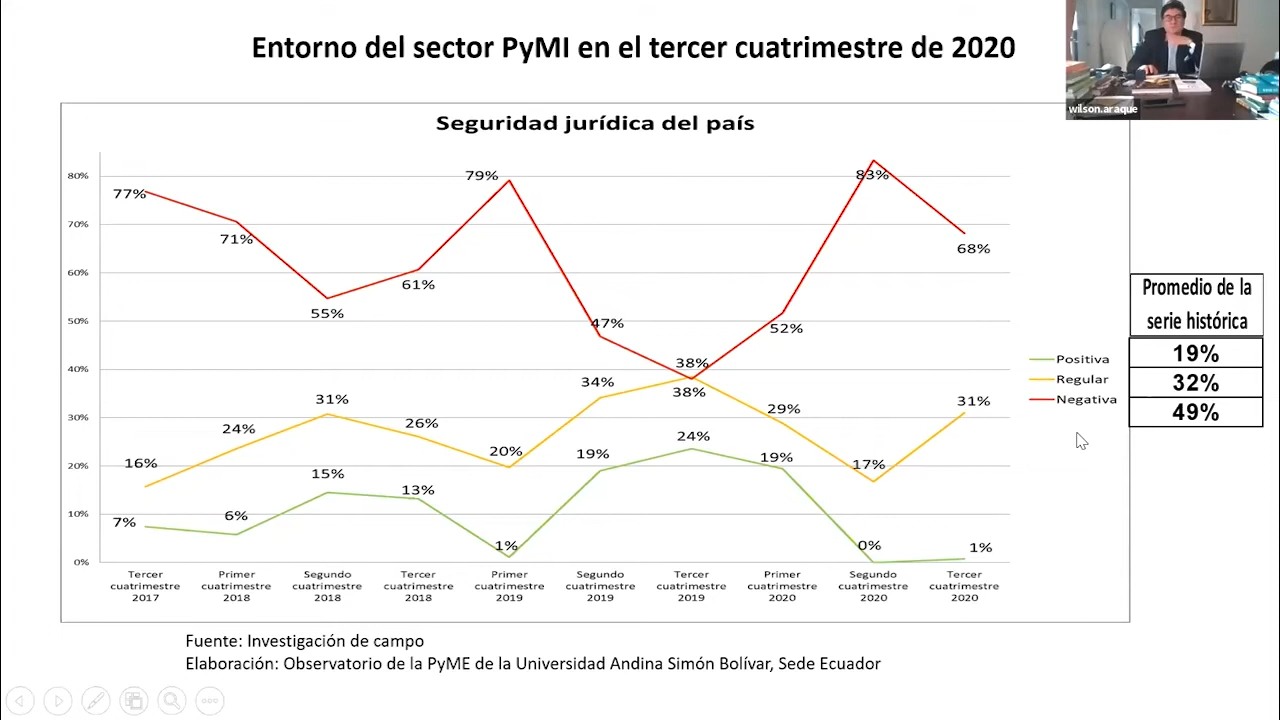 Entorno del sector PyMI en el tercer cuatrimestre de 2020
wilson.araque
Seguridad jurídica del país
80%
70%
60%
50%
40%
30%
20%
10%
0%
77%
71%
55%
61%
79%
47%
38%
52%
83%
68%
16%
24%
31%
26%
20%
34%
38%
29%
17%
31%
7%
6%
15%
13%
1%
19%
24%
19%
0%
1%
Tercer
cuatrimestre
2017
Primer
cuatrimestre
2018
Segundo
cuatrimestre
2018
Tercer
cuatrimestre
2018
Primer
cuatrimestre
2019
Segundo
cuatrimestre
2019
Tercer
cuatrimestre
2019
Primer
cuatrimestre
2020
Segundo
cuatrimestre
2020
Tercer
cuatrimestre
2020
Positiva
Regular
Negativa
Promedio de la
serie histórica
19%
32%
49%
Fuente: Investigación de campo
Elaboración: Observatorio de la PyME de la Universidad Andina Simón Bolívar, Sede Ecuador